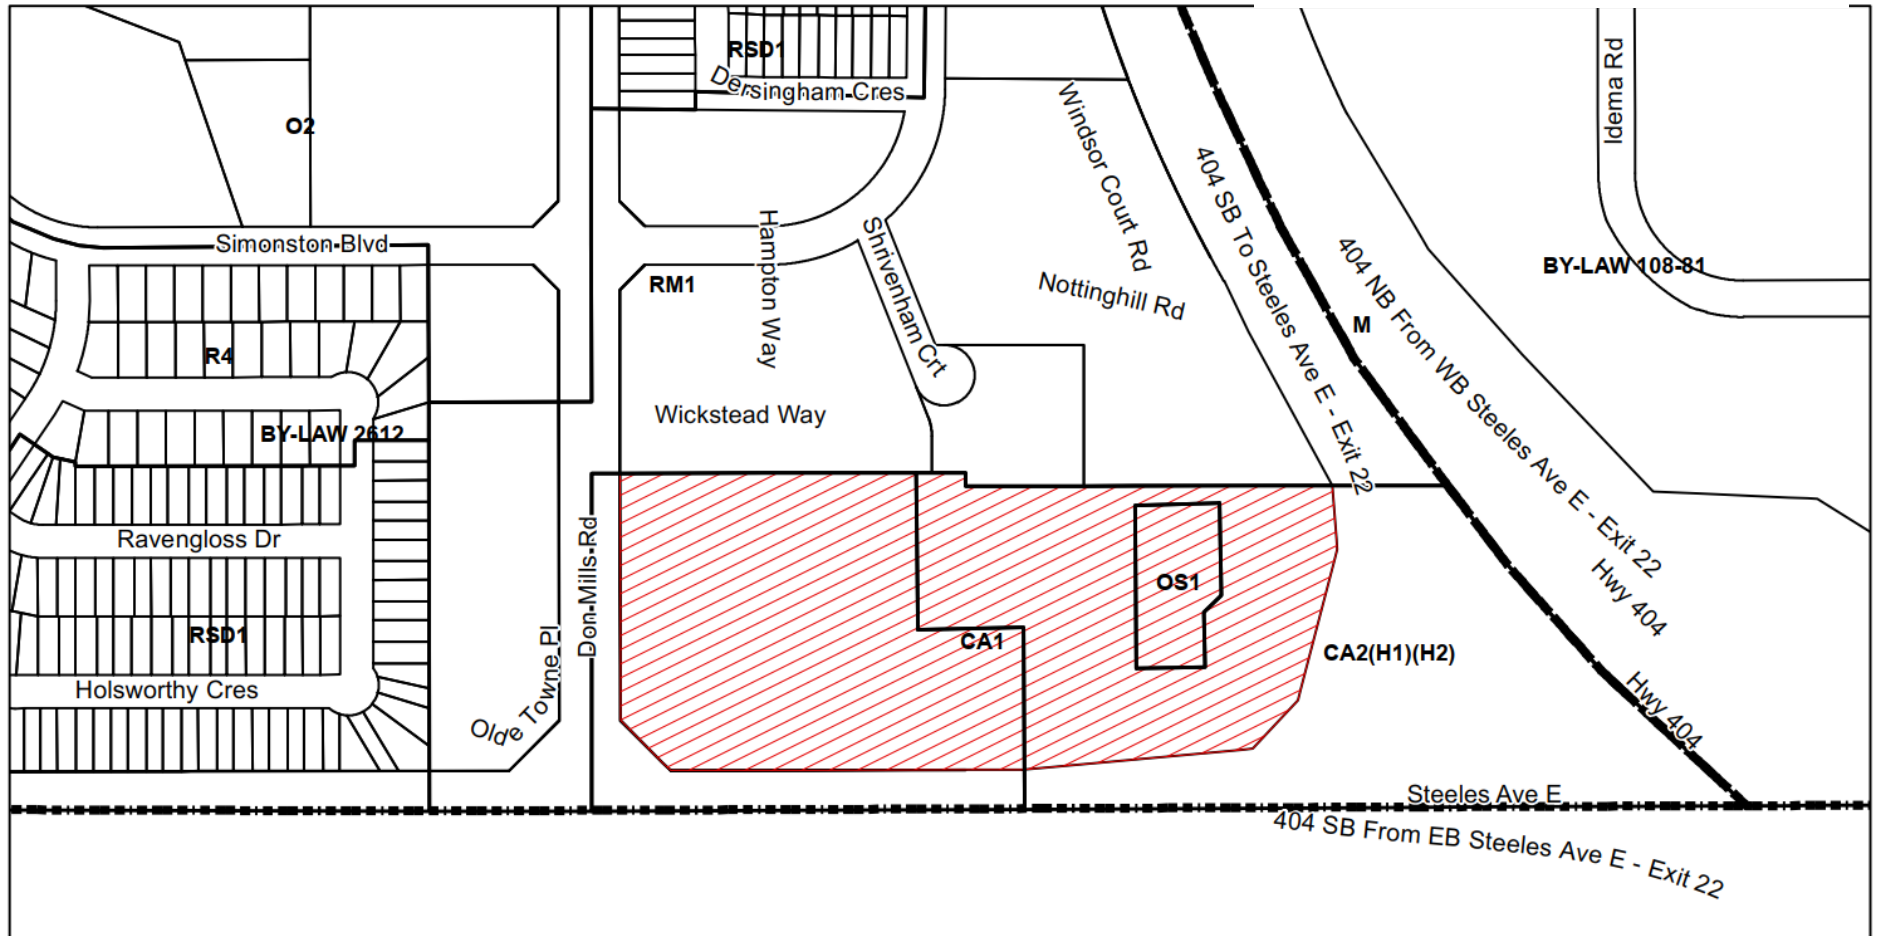 RSD1
Dersingham Cres
Idema Rd
O2
Windsor Court Rd
404 SB To Steeles Ave E - Exit 22
Simonston Blvd
Hampton Way
Shrivenham Crt
404 NB From WB Steeles Ave E - Exit 22
BY-LAW 108-81
RM1
Nottinghill Rd
M
R4
Wickstead Way
BY-LAW 2612
Ravengloss Dr
Don Mills Rd
OS1
Hwy 404
RSD1
CA1
CA2(H1)(H2)
Holsworthy Cres
Olde Towne Pl
Hwy 404
Steeles Ave E
404 SB From EB Steeles Ave E - Exit 22